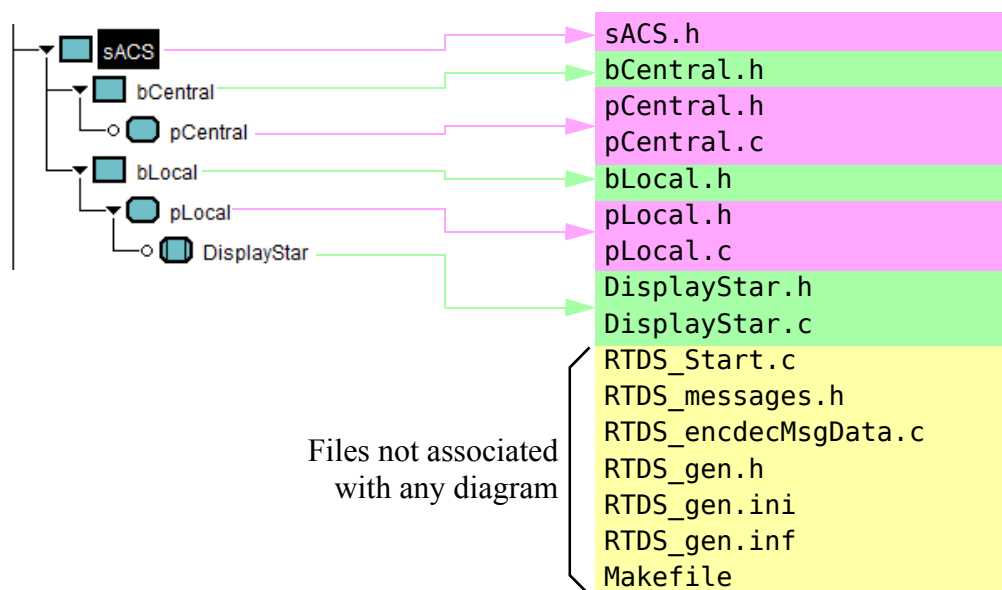 sACS
bCentral
pCentral
bLocal
pLocal
DisplayStar
sACS.h
bCentral.h
pCentral.h
pCentral.c
bLocal.h
pLocal.h
pLocal.c
DisplayStar.h
DisplayStar.c
Files not associated
with any diagram
RTDS_Start.c
RTDS_messages.h
RTDS_encdecMsgData.c
RTDS_gen.h
RTDS_gen.ini
RTDS_gen.inf
Makefile